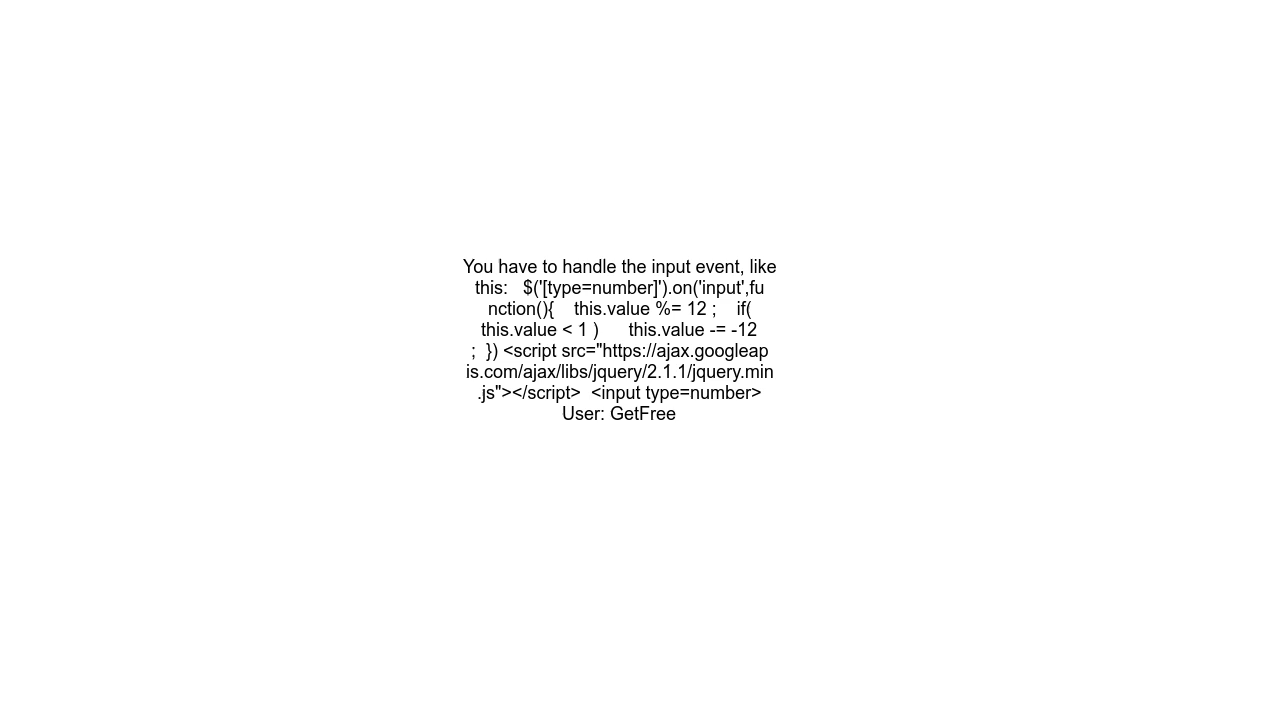 You have to handle the input event, like
this:   $('[type=number]').on('input',fu
nction(){    this.value %= 12 ;    if(
this.value < 1 )      this.value -= -12
;  }) <script src="https://ajax.googleap
is.com/ajax/libs/jquery/2.1.1/jquery.min
.js"></script>  <input type=number>
User: GetFree